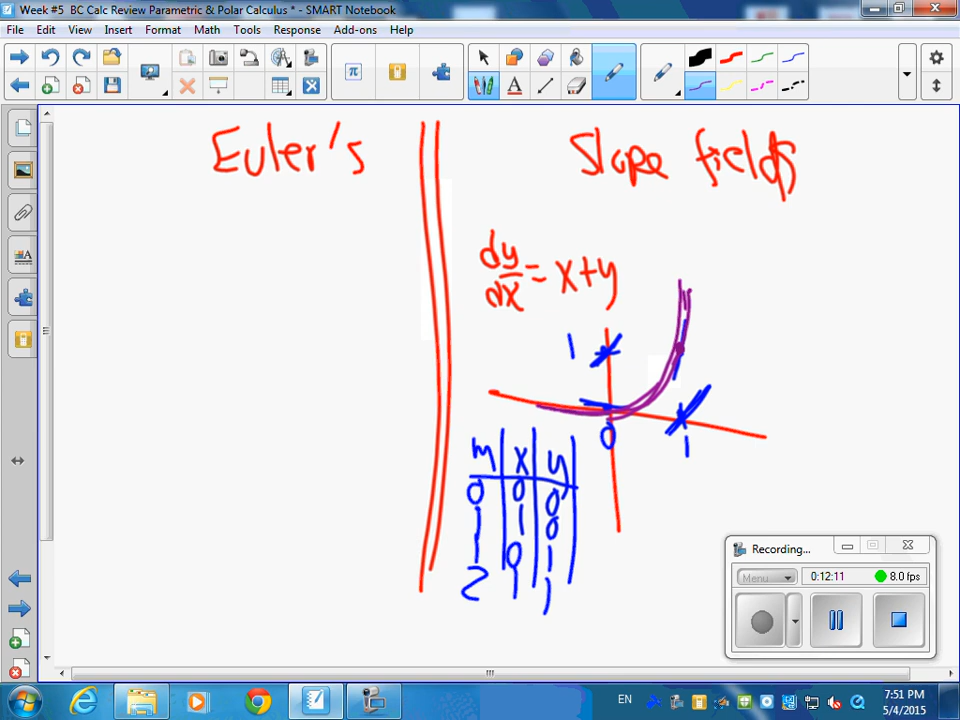 Week #5 BC Calc Review Parametric & Polar Calculus * - SMART Notebook
File Edit View Insert Format Math Tools Response Add-ons Help
Euler's
Slope fields
dy/dx = x+y
1
0
1
m x y
0 0 0
1 1 0
1 0 1
2 1 1
Recording...
Menu
0:12:11
8.0 fps
EN
7:51 PM
5/4/2015